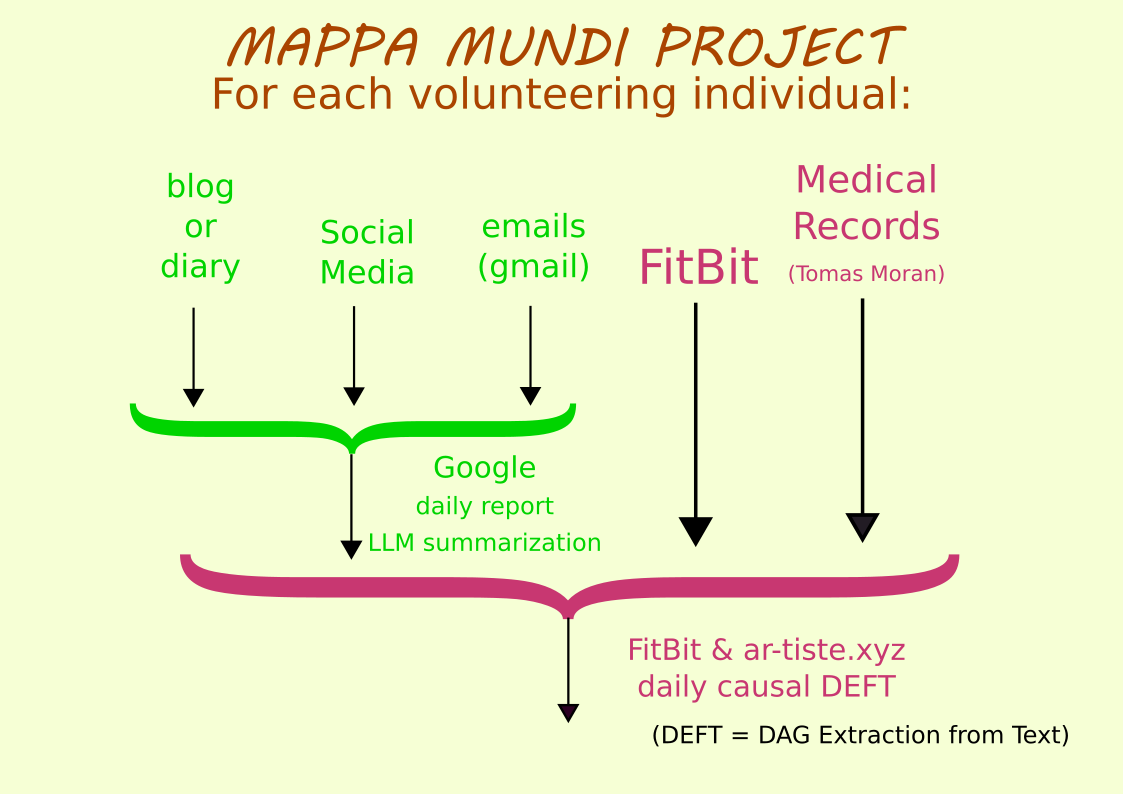 MAPPA MUNDI PROJECT
For each volunteering individual:
blog
or
diary
Social
Media
emails
(gmail)
FitBit
Medical
Records
(Tomas Moran)
Google
daily report
LLM summarization
FitBit & ar-tiste.xyz
daily causal DEFT
(DEFT = DAG Extraction from Text)